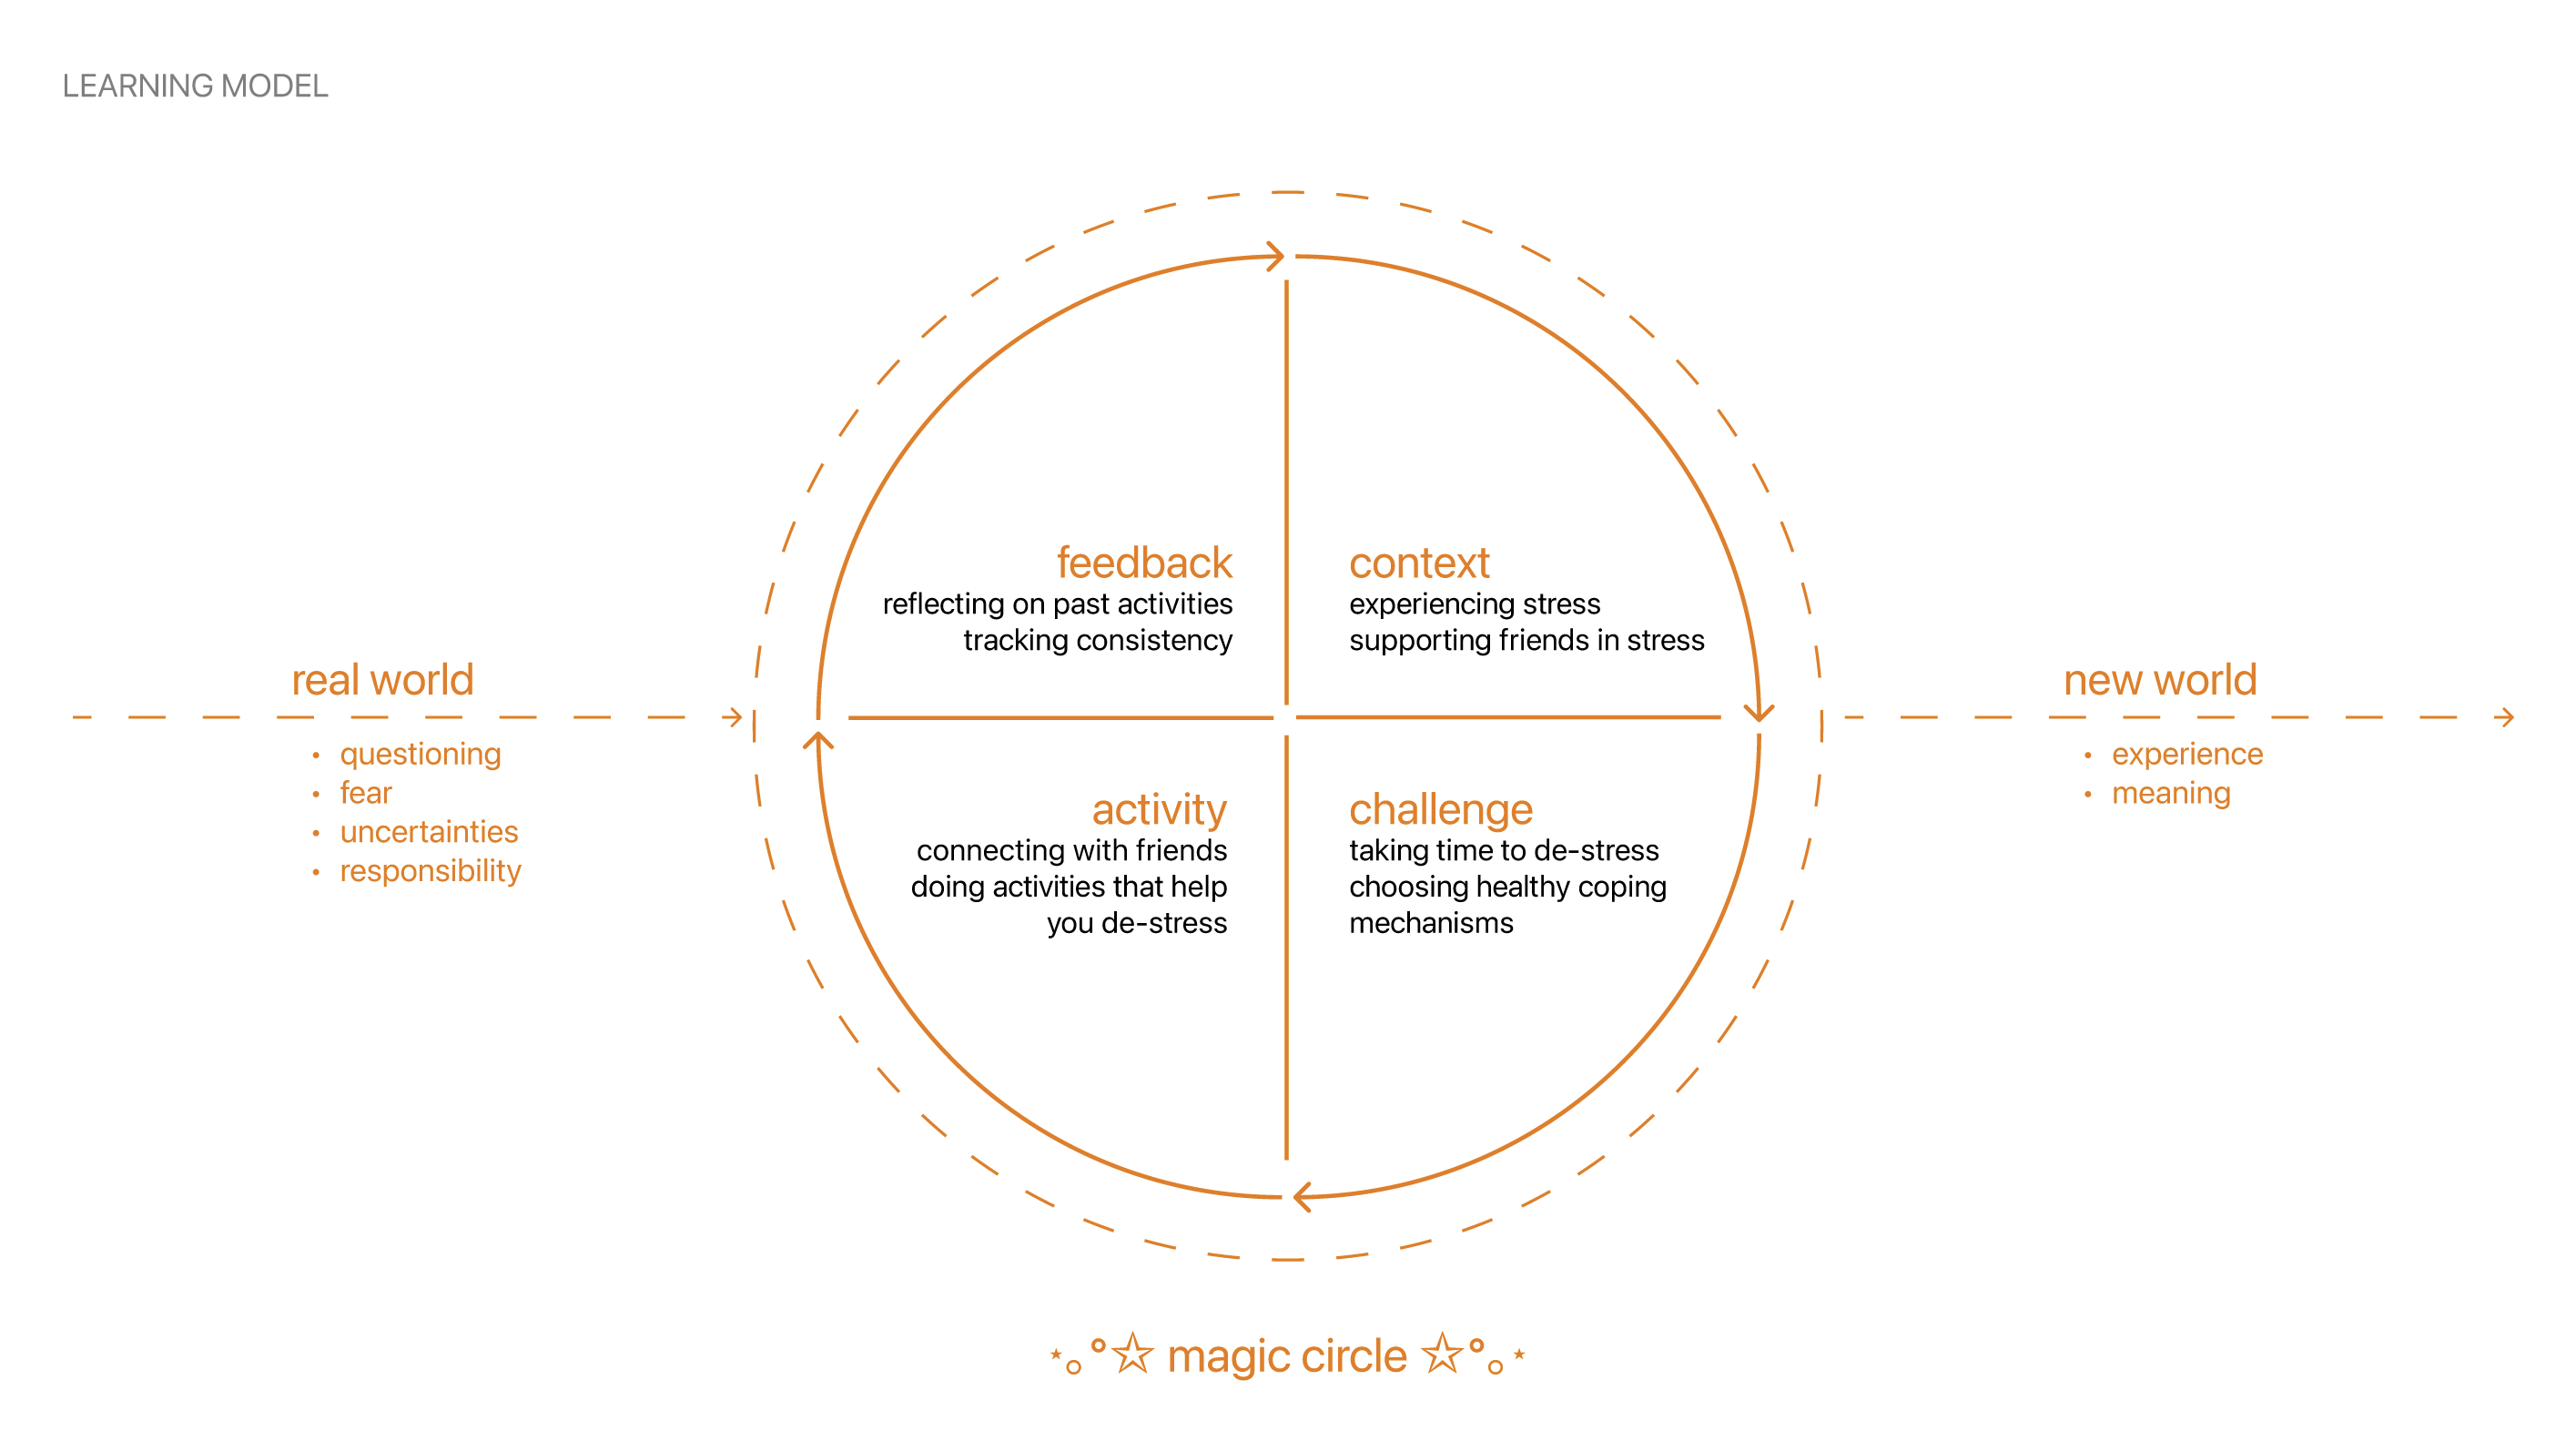 LEARNING MODEL
feedback
reflecting on past activities
tracking consistency
context
experiencing stress
supporting friends in stress
real world
• questioning
• fear
• uncertainties
• responsibility
activity
connecting with friends
doing activities that help
you de-stress
challenge
taking time to de-stress
choosing healthy coping
mechanisms
new world
• experience
• meaning
⋆｡°☆ magic circle ☆°｡⋆